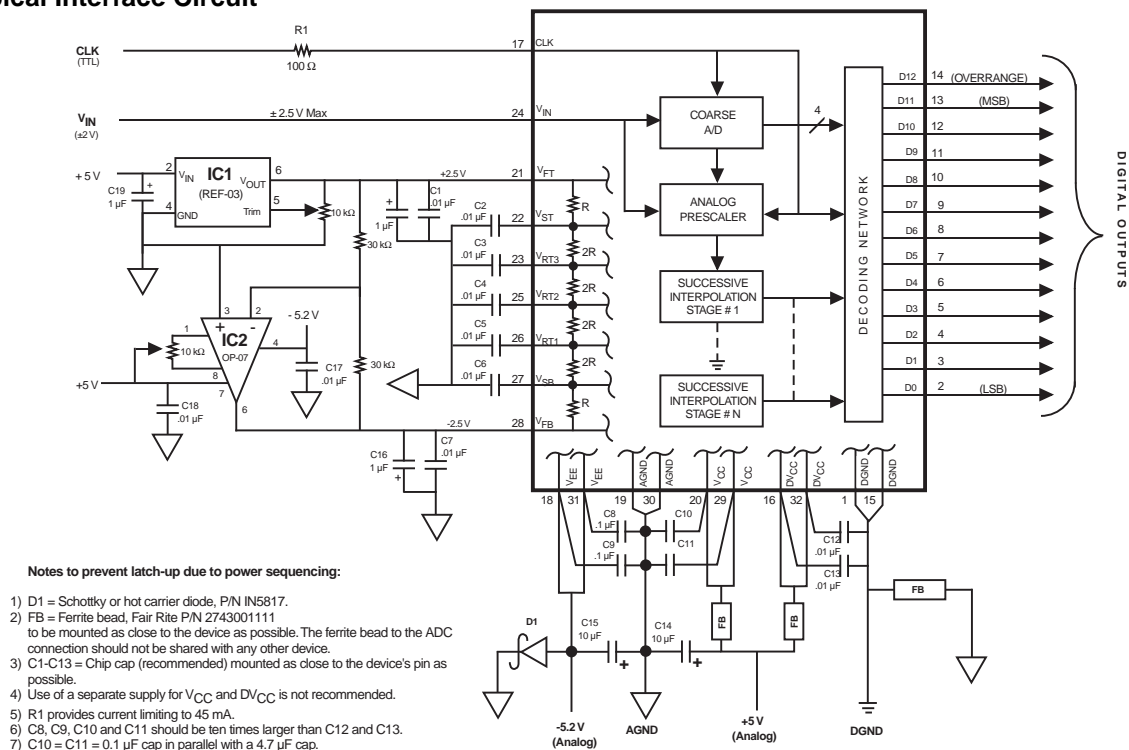 ical Interface Circuit
CLK
(TTL)
R1
100 Ω
17
CLK
VIN
(±2 V)
± 2.5 V Max
24
VIN
+ 5 V
C19
1 µF
+
2
VIN
IC1
(REF-03)
VOUT
6
Trim
5
4
GND
10 kΩ
30 kΩ
+
1 µF
C1
.01 µF
+2.5 V
21
VFT
C2
.01 µF
22
VST
C3
.01 µF
23
VRT3
C4
.01 µF
25
VRT2
C5
.01 µF
26
VRT1
C6
.01 µF
27
VSB
-2.5 V
28
VFB
R
2R
2R
2R
2R
R
3
2
+
-
IC2
OP-07
1
10 kΩ
8
7
6
4
- 5.2 V
C17
.01 µF
30 kΩ
+5 V
C18
.01 µF
C16
1 µF
+
C7
.01 µF
COARSE
A/D
4
ANALOG
PRESCALER
SUCCESSIVE
INTERPOLATION
STAGE # 1
SUCCESSIVE
INTERPOLATION
STAGE # N
DECODING NETWORK
D12 14 (OVERRANGE)
D11 13 (MSB)
D10 12
D9 11
D8 10
D7 9
D6 8
D5 7
D4 6
D3 5
D2 4
D1 3
D0 2 (LSB)
DIGITAL OUTPUTS
VEE
VEE
AGND
AGND
VCC
VCC
DVCC
DVCC
DGND
DGND
18 31 19 30 20 29 16 32 1 15
C8
.1 µF
C10
C9
.1 µF
C11
C12
.01 µF
C13
.01 µF
FB
FB
FB
D1
C15
10 µF
+
C14
10 µF
+
-5.2 V
(Analog)
AGND
+5 V
(Analog)
DGND
Notes to prevent latch-up due to power sequencing:
1) D1 = Schottky or hot carrier diode, P/N IN5817.
2) FB = Ferrite bead, Fair Rite P/N 2743001111
to be mounted as close to the device as possible. The ferrite bead to the ADC
connection should not be shared with any other device.
3) C1-C13 = Chip cap (recommended) mounted as close to the device's pin as
possible.
4) Use of a separate supply for VCC and DVCC is not recommended.
5) R1 provides current limiting to 45 mA.
6) C8, C9, C10 and C11 should be ten times larger than C12 and C13.
7) C10 = C11 = 0.1 µF cap in parallel with a 4.7 µF cap.